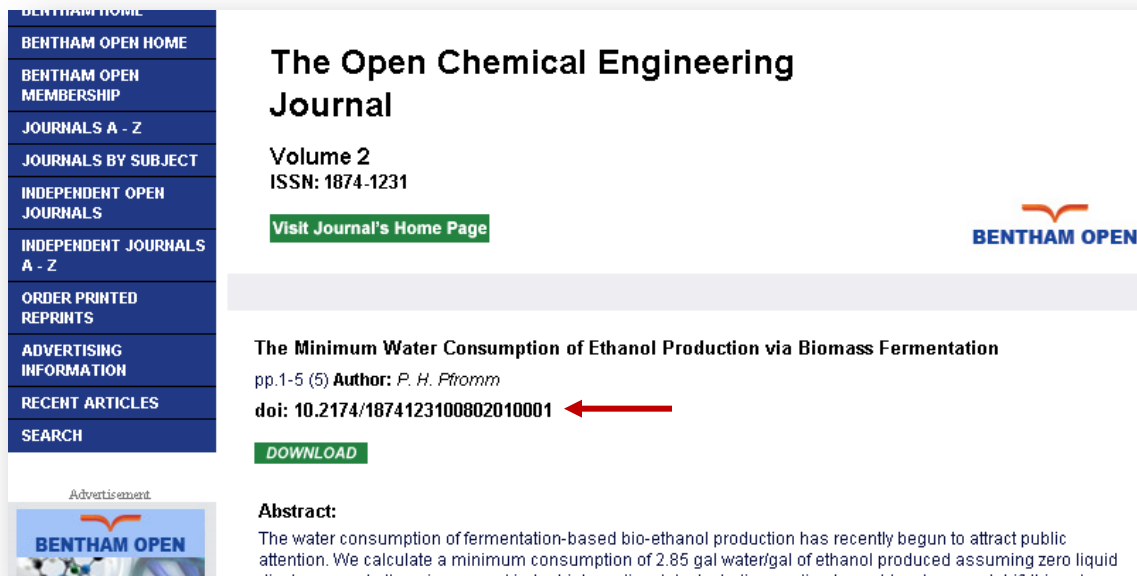 BENTHAM HOME
BENTHAM OPEN HOME
BENTHAM OPEN
MEMBERSHIP
JOURNALS A - Z
JOURNALS BY SUBJECT
INDEPENDENT OPEN
JOURNALS
INDEPENDENT JOURNALS
A - Z
ORDER PRINTED
REPRINTS
ADVERTISING
INFORMATION
RECENT ARTICLES
SEARCH
Advertisement
BENTHAM OPEN
The Open Chemical Engineering
Journal
Volume 2
ISSN: 1874-1231
Visit Journal's Home Page
BENTHAM OPEN
The Minimum Water Consumption of Ethanol Production via Biomass Fermentation
pp.1-5 (5) Author: P. H. Pfromm
doi: 10.2174/1874123100802010001
DOWNLOAD
Abstract:
The water consumption of fermentation-based bio-ethanol production has recently begun to attract public
attention. We calculate a minimum consumption of 2.85 gal water/gal of ethanol produced assuming zero liquid